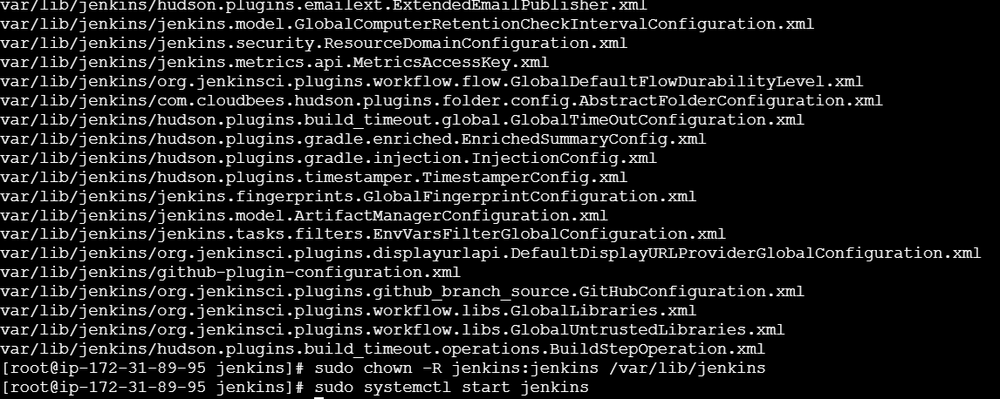 var/lib/jenkins/hudson.plugins.emailext.ExtendedEmailPublisher.xml
var/lib/jenkins/jenkins.model.GlobalComputerRetentionCheckIntervalConfiguration.xml
var/lib/jenkins/jenkins.security.ResourceDomainConfiguration.xml
var/lib/jenkins/jenkins.metrics.api.MetricsAccessKey.xml
var/lib/jenkins/org.jenkinsci.plugins.workflow.flow.GlobalDefaultFlowDurabilityLevel.xml
var/lib/jenkins/com.cloudbees.hudson.plugins.folder.config.AbstractFolderConfiguration.xml
var/lib/jenkins/hudson.plugins.build_timeout.global.GlobalTimeOutConfiguration.xml
var/lib/jenkins/hudson.plugins.gradle.enriched.EnrichedSummaryConfig.xml
var/lib/jenkins/hudson.plugins.gradle.injection.InjectionConfig.xml
var/lib/jenkins/hudson.plugins.timestamper.TimestamperConfig.xml
var/lib/jenkins/jenkins.fingerprints.GlobalFingerprintConfiguration.xml
var/lib/jenkins/jenkins.model.ArtifactManagerConfiguration.xml
var/lib/jenkins/jenkins.tasks.filters.EnvVarsFilterGlobalConfiguration.xml
var/lib/jenkins/org.jenkinsci.plugins.displayurlapi.DefaultDisplayURLProviderGlobalConfiguration.xml
var/lib/jenkins/github-plugin-configuration.xml
var/lib/jenkins/org.jenkinsci.plugins.github_branch_source.GitHubConfiguration.xml
var/lib/jenkins/org.jenkinsci.plugins.workflow.libs.GlobalLibraries.xml
var/lib/jenkins/org.jenkinsci.plugins.workflow.libs.GlobalUntrustedLibraries.xml
var/lib/jenkins/hudson.plugins.build_timeout.operations.BuildStepOperation.xml
[root@ip-172-31-89-95 jenkins]# sudo chown -R jenkins:jenkins /var/lib/jenkins
[root@ip-172-31-89-95 jenkins]# sudo systemctl start jenkins